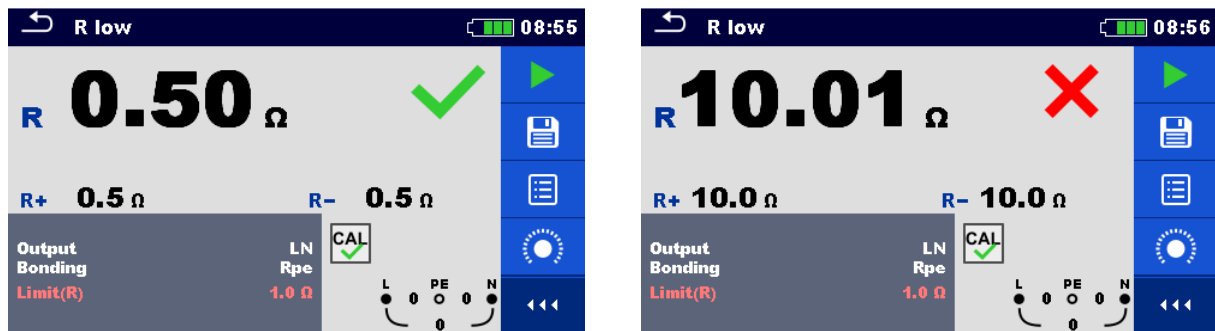 R low 08:55
R 0.50 Ω
R+ 0.5 Ω R- 0.5 Ω
Output LN
Bonding Rpe
Limit(R) 1.0 Ω
CAL
L PE N
0 0
0
R low 08:56
R 10.01 Ω
R+ 10.0 Ω R- 10.0 Ω
Output LN
Bonding Rpe
Limit(R) 1.0 Ω
CAL
L PE N
0 0
0